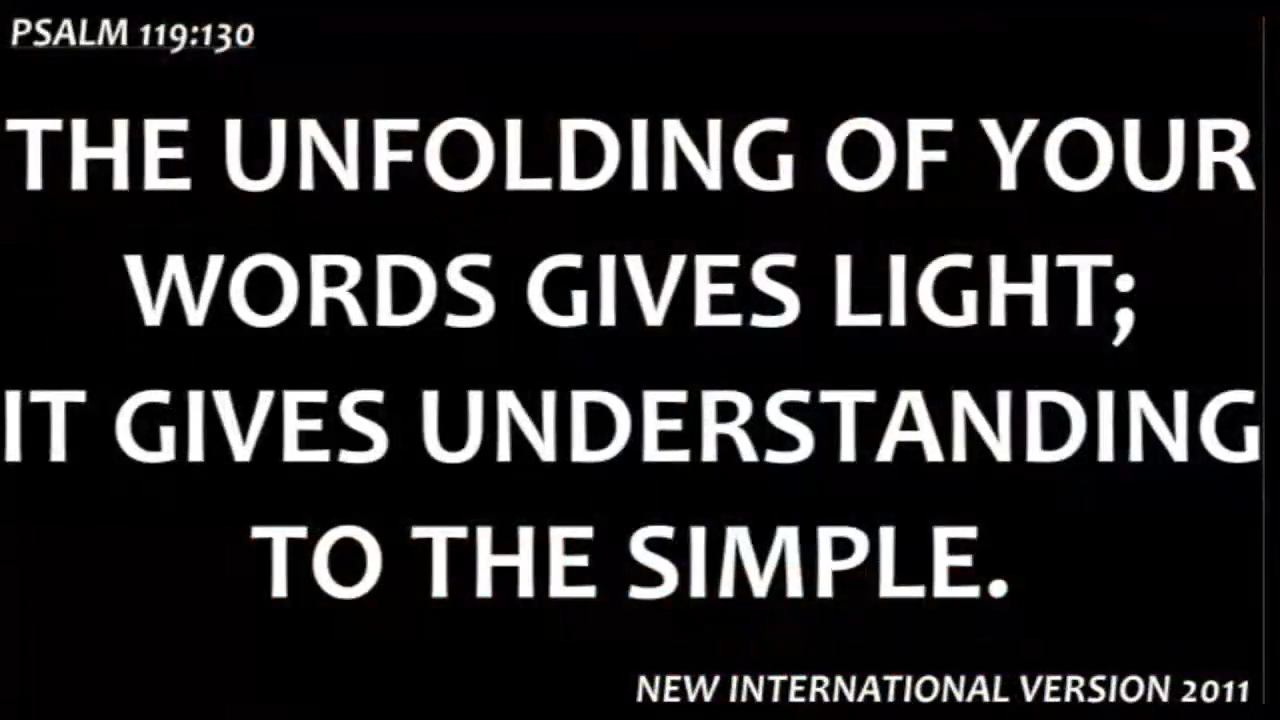 PSALM 119:130
THE UNFOLDING OF YOUR
WORDS GIVES LIGHT;
IT GIVES UNDERSTANDING
TO THE SIMPLE.
NEW INTERNATIONAL VERSION 2011